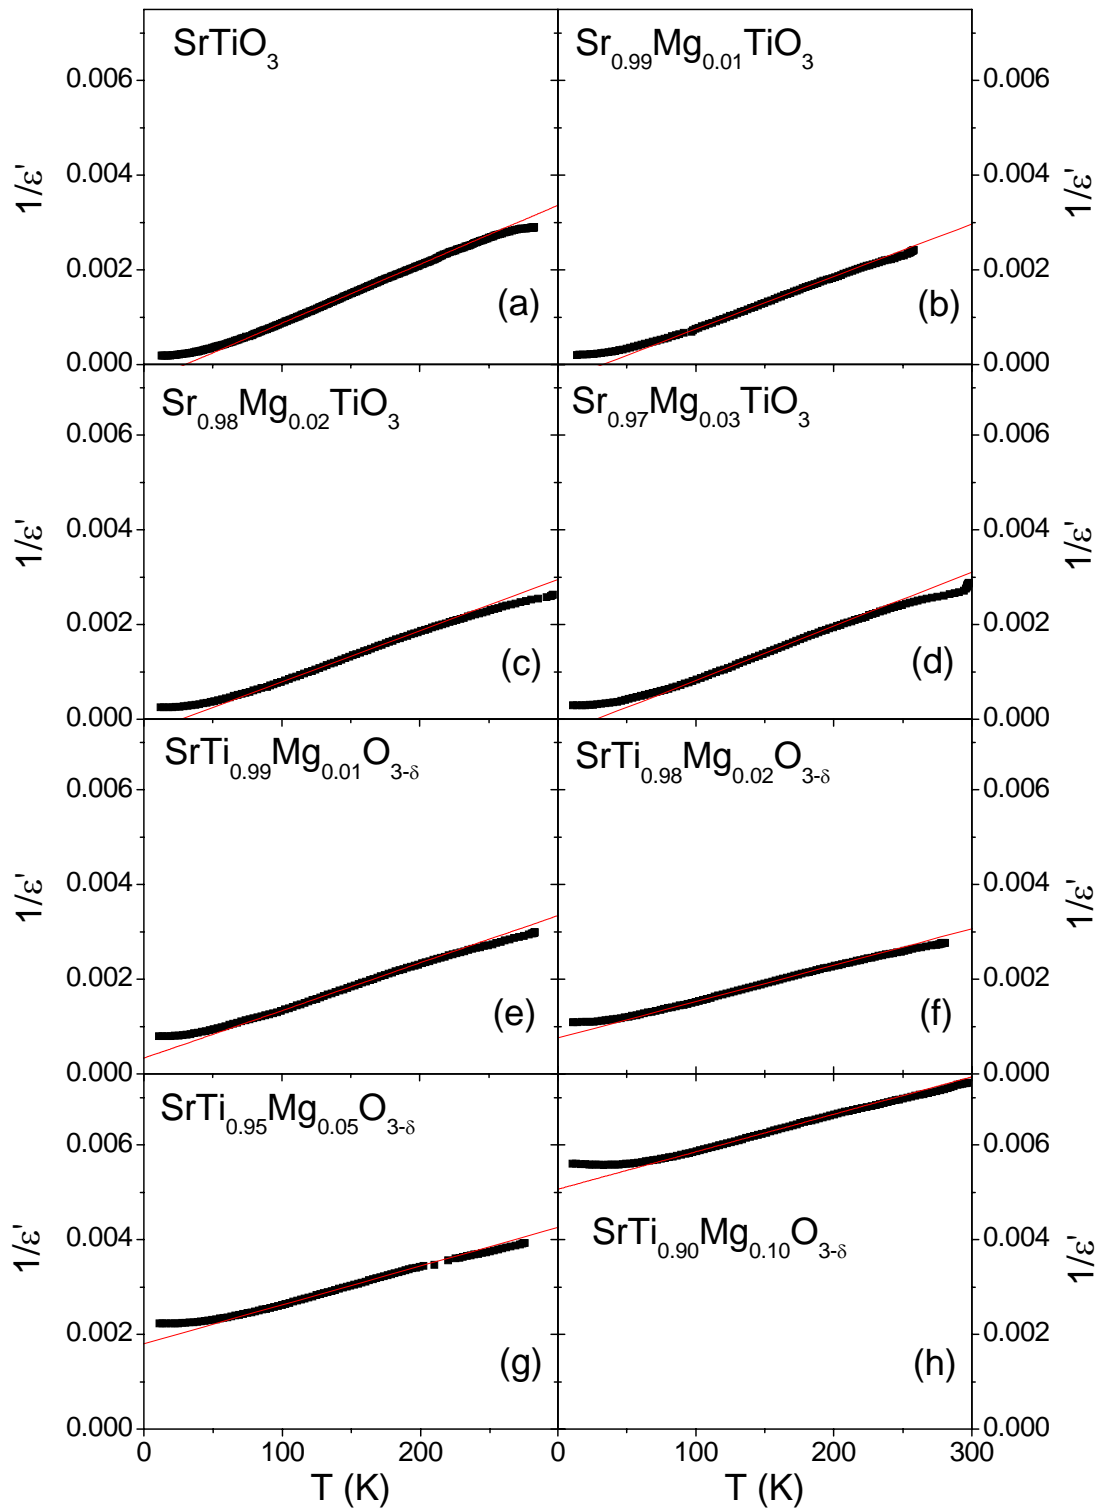 SrTiO3
Sr0.99Mg0.01TiO3
0.006
0.004
0.002
0.000
1/ε'
(a)
(b)
0.006
0.004
0.002
0.000
1/ε'
Sr0.98Mg0.02TiO3
Sr0.97Mg0.03TiO3
0.006
0.004
0.002
0.000
1/ε'
(c)
(d)
0.006
0.004
0.002
0.000
1/ε'
SrTi0.99Mg0.01O3-δ
SrTi0.98Mg0.02O3-δ
0.006
0.004
0.002
0.000
1/ε'
(e)
(f)
0.006
0.004
0.002
0.000
1/ε'
SrTi0.95Mg0.05O3-δ
SrTi0.90Mg0.10O3-δ
0.006
0.004
0.002
0.000
1/ε'
(g)
(h)
0.006
0.004
0.002
0.000
1/ε'
0 100 200 0 100 200 300
T (K) T (K)